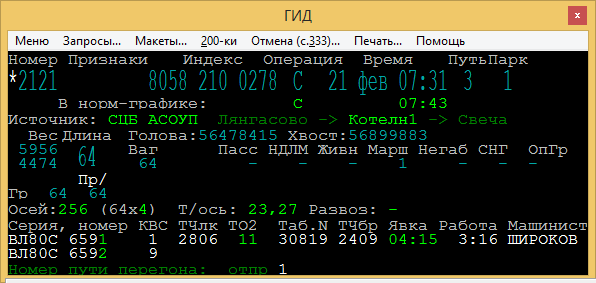 ГИД
x
Меню Запросы... Макеты... 200-ки Отмена (с.333)... Печать... Помощь
Номер Признаки Индекс Операция Время ПутьПарк
*2121 8058 210 0278 С 21 фев 07:31 3 1
В норм-графике: С 07:43
Источник: СЦВ АСОУП Лянгасово -> Котелн1 -> Свеча
Вес Длина Голова:56478415 Хвост:56899883
5956 64 Ваг Пасс НДЛМ Живн Марш Негаб СНГ ОпГр
4474 64 - - - 1 - - -
Пр/
Гр 64 64
Осей:256 (64x4) Т/ось: 23,27 Развоз: -
Серия, номер КВС ТЧлк ТО2 Таб.N ТЧбр Явка Работа Машинист
ВЛ80С 6591 1 2806 11 30819 2409 04:15 3:16 ШИРОКОВ
ВЛ80С 6592 9
Номер пути перегона: отпр 1